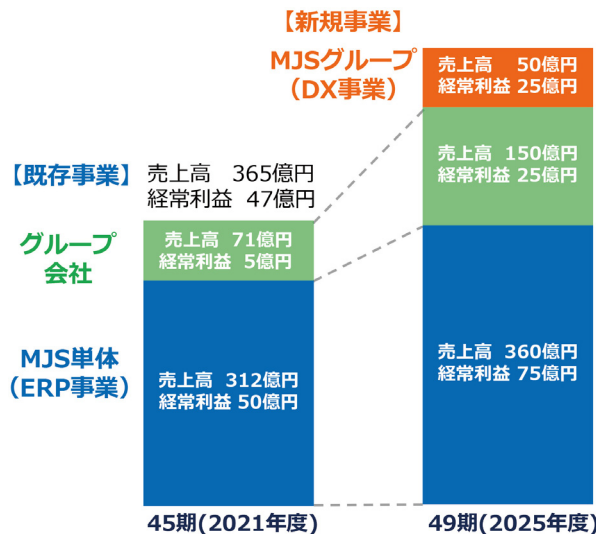 【新規事業】
MJSグループ
（DX事業）
売上高 50億円
経常利益 25億円
【既存事業】
売上高 365億円
経常利益 47億円
売上高 150億円
経常利益 25億円
グループ
会社
売上高 71億円
経常利益 5億円
MJS単体
（ERP事業）
売上高 312億円
経常利益 50億円
売上高 360億円
経常利益 75億円
45期(2021年度)
49期(2025年度)